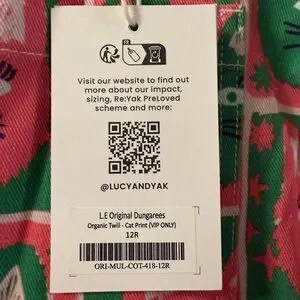 Visit our website to find out
more about our impact,
sizing, Re:Yak PreLoved
scheme and more:
@LUCYANDYAK
L.E Original Dungarees
Organic Twill - Cat Print (VIP ONLY)
12R
ORI-MUL-COT-418-12R